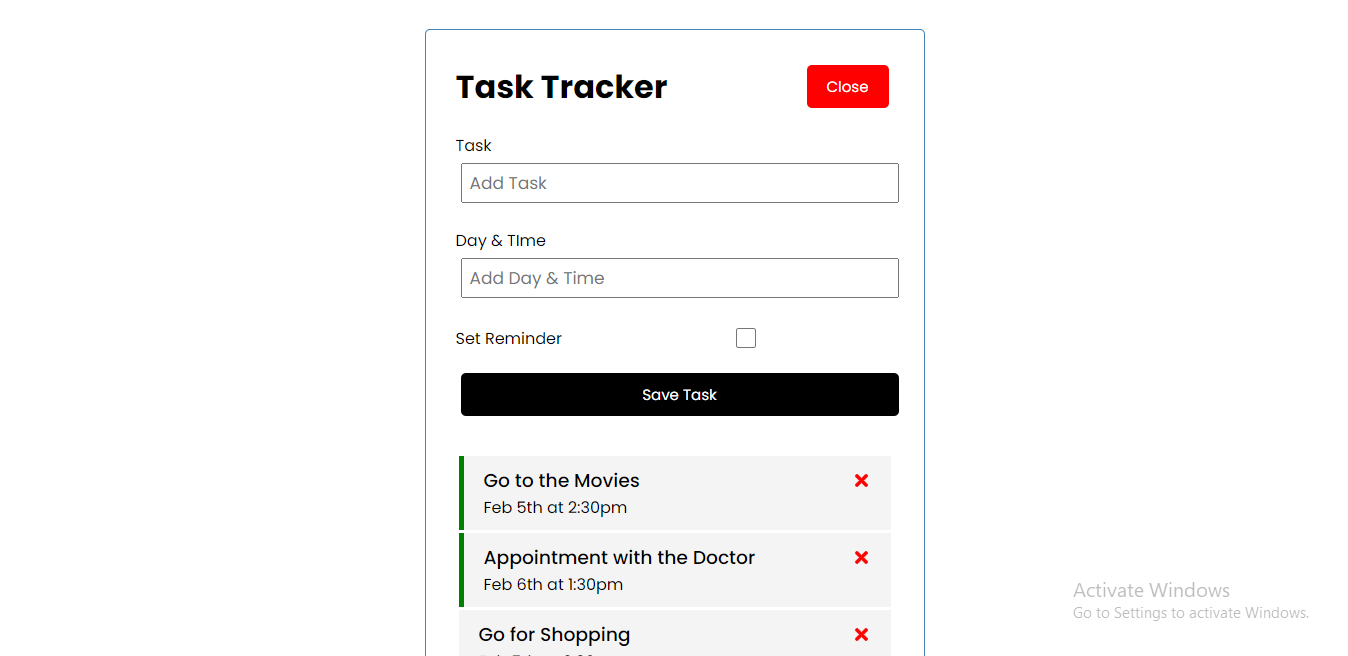 Task Tracker
Close
Task
Add Task
Day & TIme
Add Day & Time
Set Reminder
Save Task
Go to the Movies
Feb 5th at 2:30pm
Appointment with the Doctor
Feb 6th at 1:30pm
Go for Shopping
Activate Windows
Go to Settings to activate Windows.